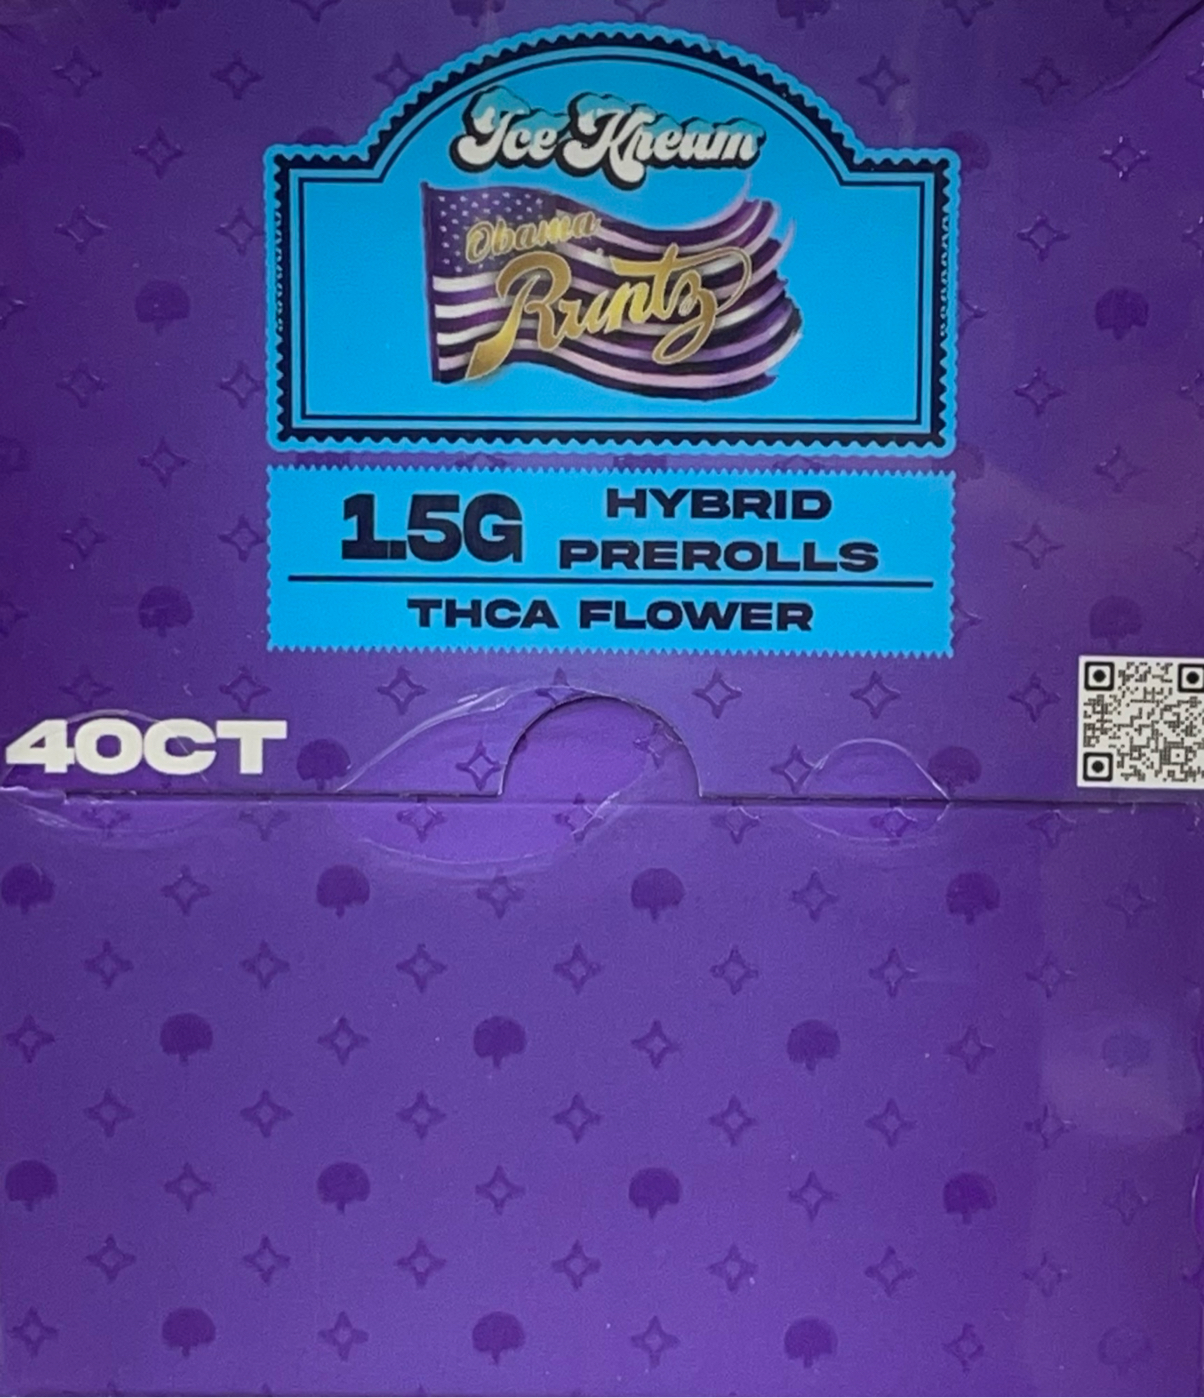 Ice Kream
Obama
Runtz
1.5G
HYBRID
PREROLLS
THCA FLOWER
40CT